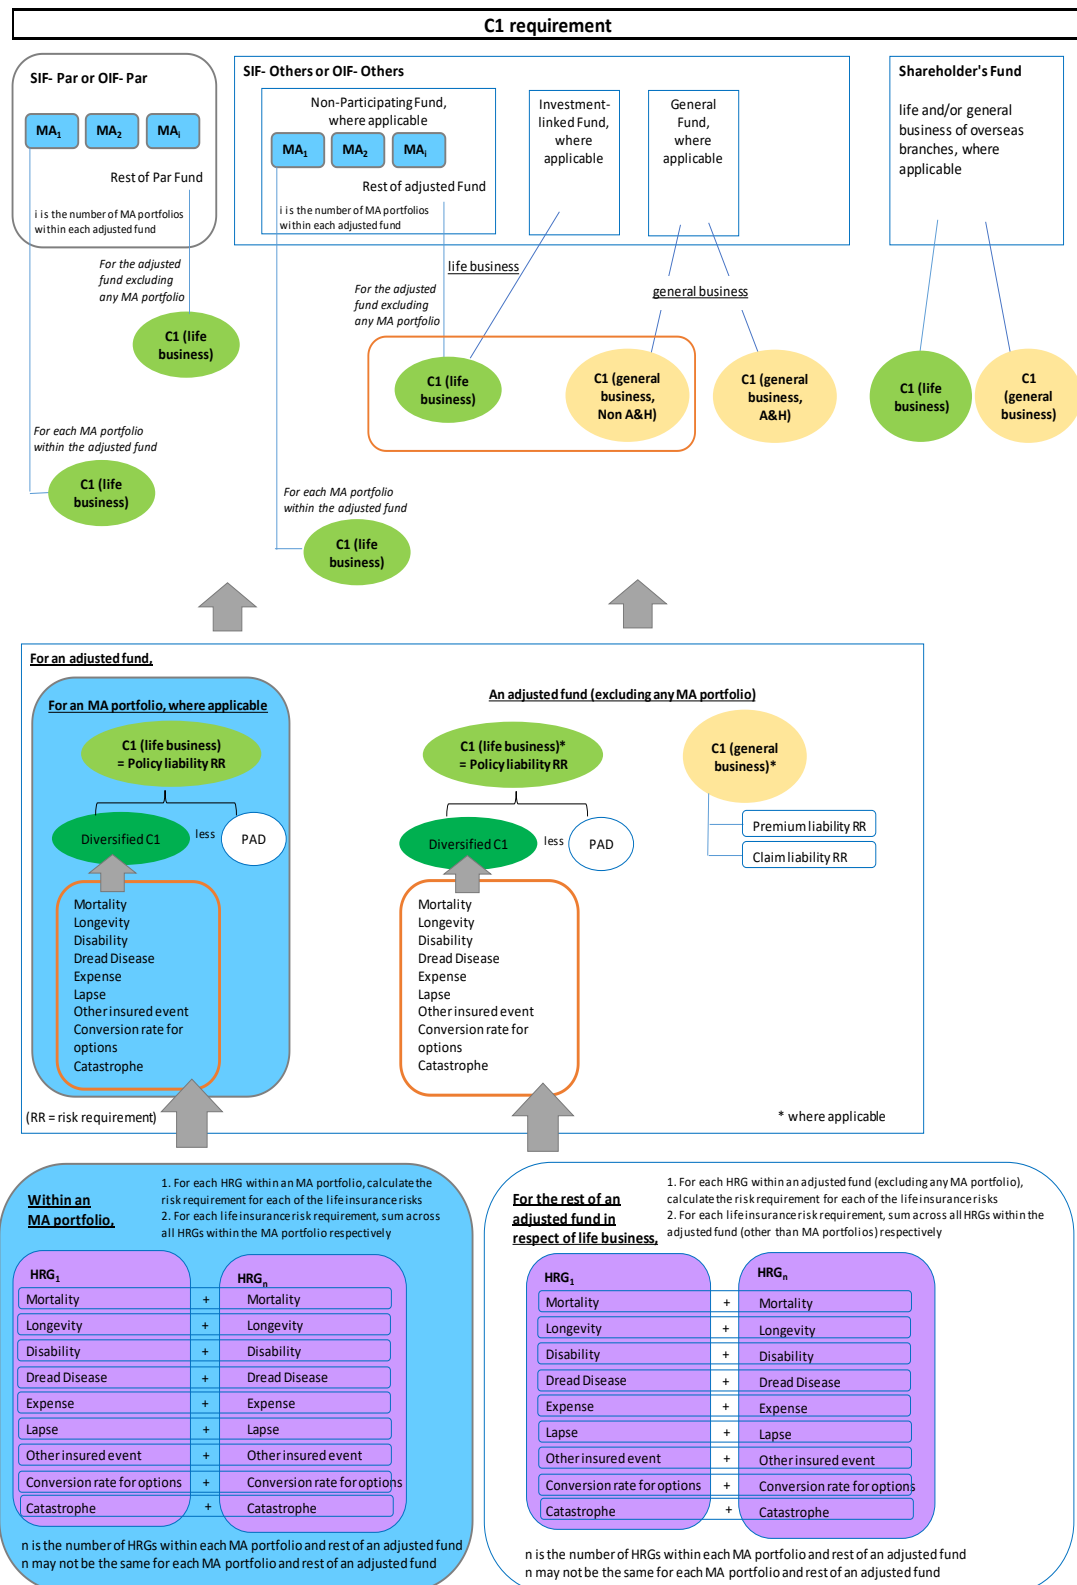 C1 requirement
SIF- Par or OIF- Par
MA1
MA2
MAi
Rest of Par Fund
i is the number of MA portfolios
within each adjusted fund
For the adjusted
fund excluding
any MA portfolio
C1 (life
business)
For each MA portfolio
within the adjusted fund
C1 (life
business)
SIF- Others or OIF- Others
Non-Participating Fund,
where applicable
MA1
MA2
MAi
Rest of adjusted Fund
i is the number of MA portfolios
within each adjusted fund
Investment-
linked Fund,
where
applicable
General
Fund,
where
applicable
life business
For the adjusted
fund excluding
any MA portfolio
general business
C1 (life
business)
C1 (general
business,
Non A&H)
C1 (general
business,
A&H)
For each MA portfolio
within the adjusted fund
C1 (life
business)
Shareholder's Fund
life and/or general
business of overseas
branches, where
applicable
C1 (life
business)
C1
(general
business)
For an adjusted fund,
For an MA portfolio, where applicable
C1 (life business)
= Policy liability RR
Diversified C1
less
PAD
Mortality
Longevity
Disability
Dread Disease
Expense
Lapse
Other insured event
Conversion rate for
options
Catastrophe
(RR = risk requirement)
An adjusted fund (excluding any MA portfolio)
C1 (life business)*
= Policy liability RR
Diversified C1
less
PAD
Mortality
Longevity
Disability
Dread Disease
Expense
Lapse
Other insured event
Conversion rate for
options
Catastrophe
C1 (general
business)*
Premium liability RR
Claim liability RR
* where applicable
Within an
MA portfolio,
1. For each HRG within an MA portfolio, calculate the
risk requirement for each of the life insurance risks
2. For each life insurance risk requirement, sum across
all HRGs within the MA portfolio respectively
HRG1
HRGn
Mortality + Mortality
Longevity + Longevity
Disability + Disability
Dread Disease + Dread Disease
Expense + Expense
Lapse + Lapse
Other insured event + Other insured event
Conversion rate for options + Conversion rate for options
Catastrophe + Catastrophe
n is the number of HRGs within each MA portfolio and rest of an adjusted fund
n may not be the same for each MA portfolio and rest of an adjusted fund
For the rest of an
adjusted fund in
respect of life business,
1. For each HRG within an adjusted fund (excluding any MA portfolio),
calculate the risk requirement for each of the life insurance risks
2. For each life insurance risk requirement, sum across all HRGs within the
adjusted fund (other than MA portfolios) respectively
HRG1
HRGn
Mortality + Mortality
Longevity + Longevity
Disability + Disability
Dread Disease + Dread Disease
Expense + Expense
Lapse + Lapse
Other insured event + Other insured event
Conversion rate for options + Conversion rate for options
Catastrophe + Catastrophe
n is the number of HRGs within each MA portfolio and rest of an adjusted fund
n may not be the same for each MA portfolio and rest of an adjusted fund